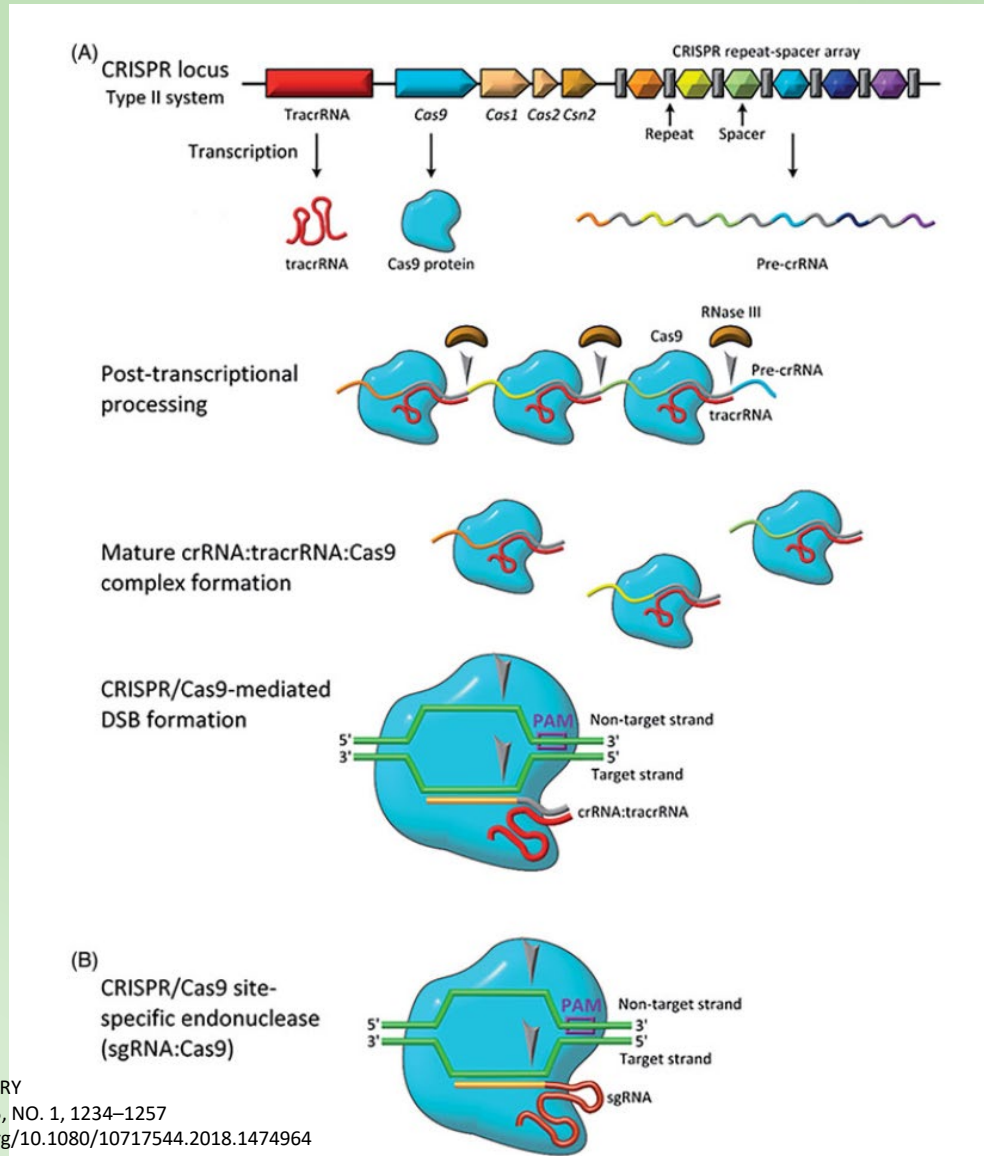 (A)
CRISPR locus
Type II system
CRISPR repeat-spacer array
TracrRNA
Cas9
Cas1
Cas2
Csn2
Repeat
Spacer
Transcription
tracrRNA
Cas9 protein
Pre-crRNA
RNase III
Cas9
Post-transcriptional
processing
Pre-crRNA
tracrRNA
Mature crRNA:tracrRNA:Cas9
complex formation
CRISPR/Cas9-mediated
DSB formation
PAM
Non-target strand
5'
3'
3'
5'
Target strand
crRNA:tracrRNA
(B)
CRISPR/Cas9 site-
specific endonuclease
(sgRNA:Cas9)
PAM
Non-target strand
5'
3'
3'
5'
Target strand
sgRNA
RY
, NO. 1, 1234–1257
rg/10.1080/10717544.2018.1474964